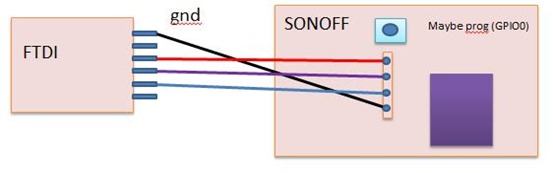 gnd
SONOFF
Maybe prog (GPIO0)
FTDI